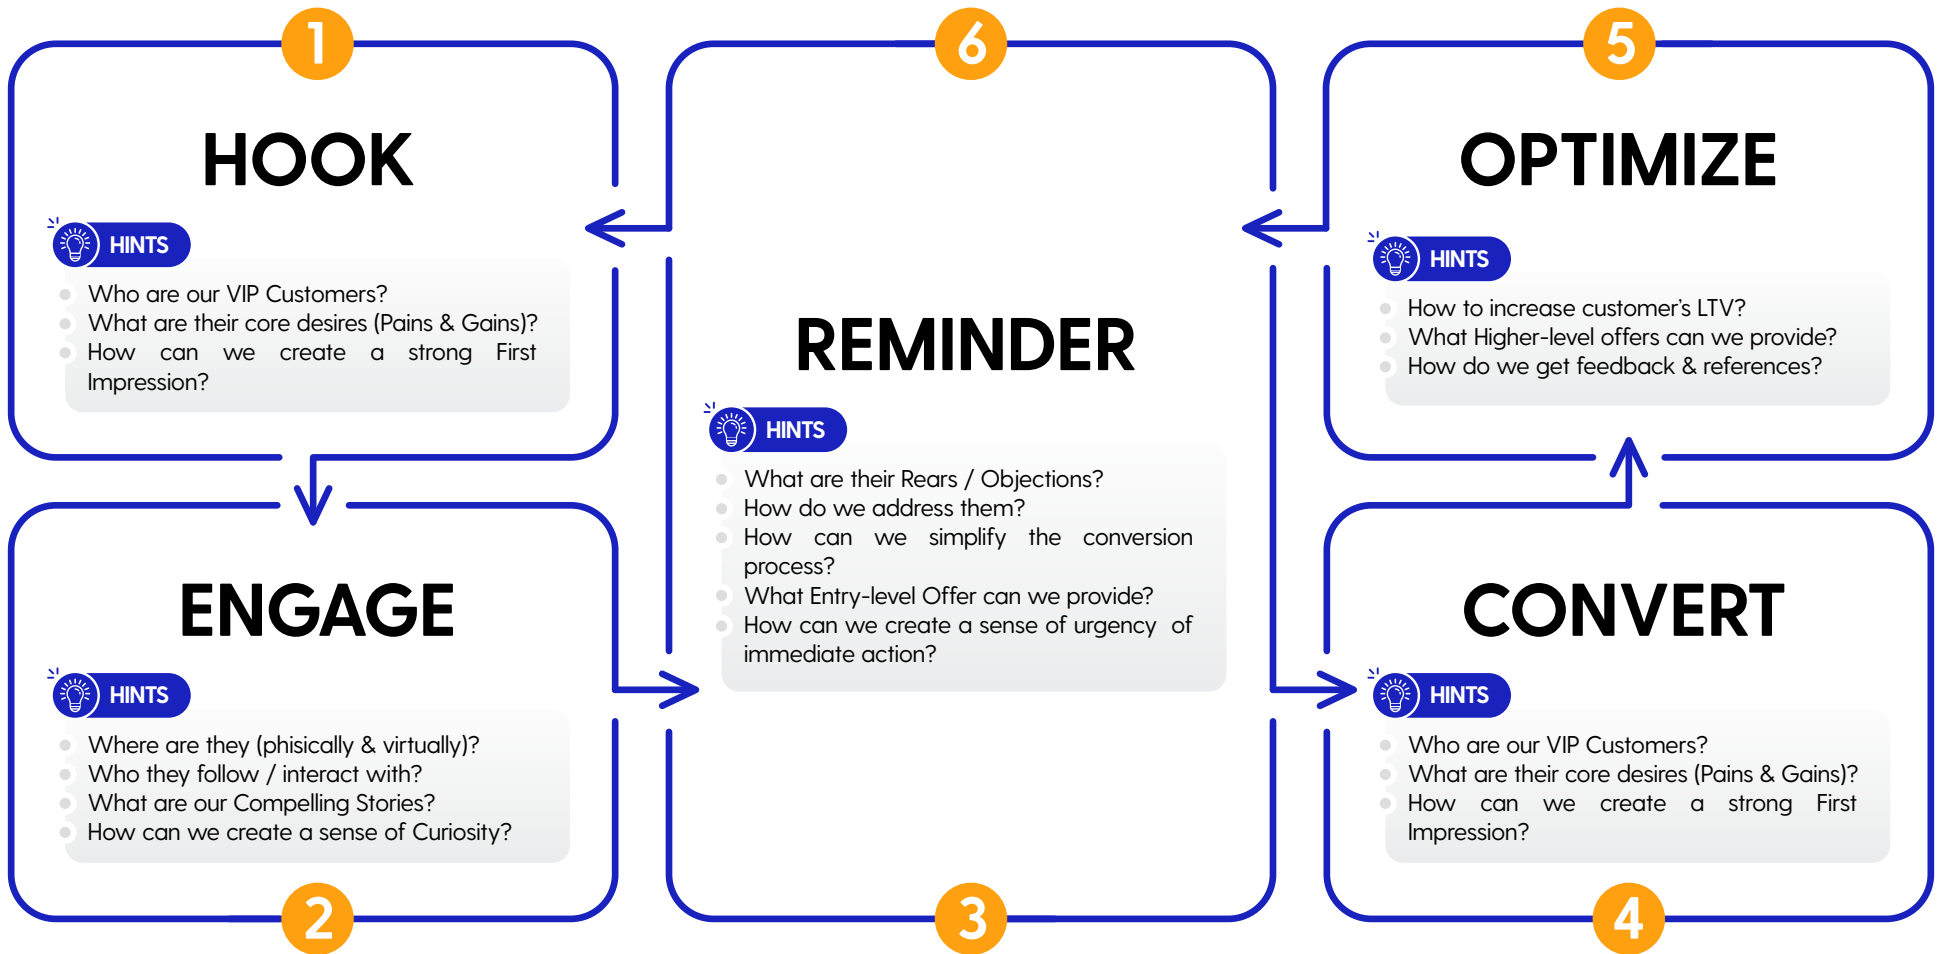 1
HOOK
HINTS
Who are our VIP Customers?
What are their core desires (Pains & Gains)?
How can we create a strong First
Impression?
2
ENGAGE
HINTS
Where are they (phisically & virtually)?
Who they follow / interact with?
What are our Compelling Stories?
How can we create a sense of Curiosity?
6
REMINDER
HINTS
What are their Rears / Objections?
How do we address them?
How can we simplify the conversion
process?
What Entry-level Offer can we provide?
How can we create a sense of urgency of
immediate action?
3
4
CONVERT
HINTS
Who are our VIP Customers?
What are their core desires (Pains & Gains)?
How can we create a strong First
Impression?
5
OPTIMIZE
HINTS
How to increase customer's LTV?
What Higher-level offers can we provide?
How do we get feedback & references?